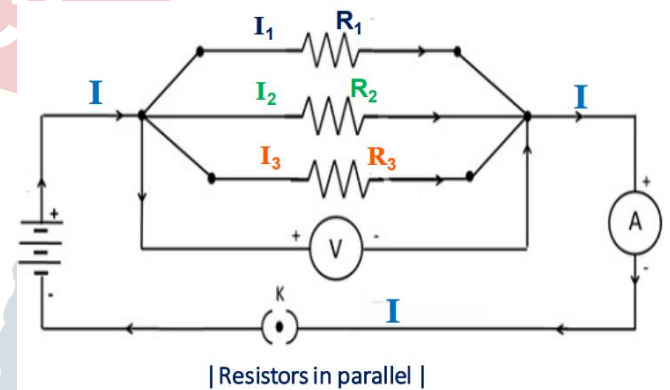 I₁ R₁
I I₂ R₂ I
I₃ R₃
+ + A
+ V -
- K -
I
|Resistors in parallel|